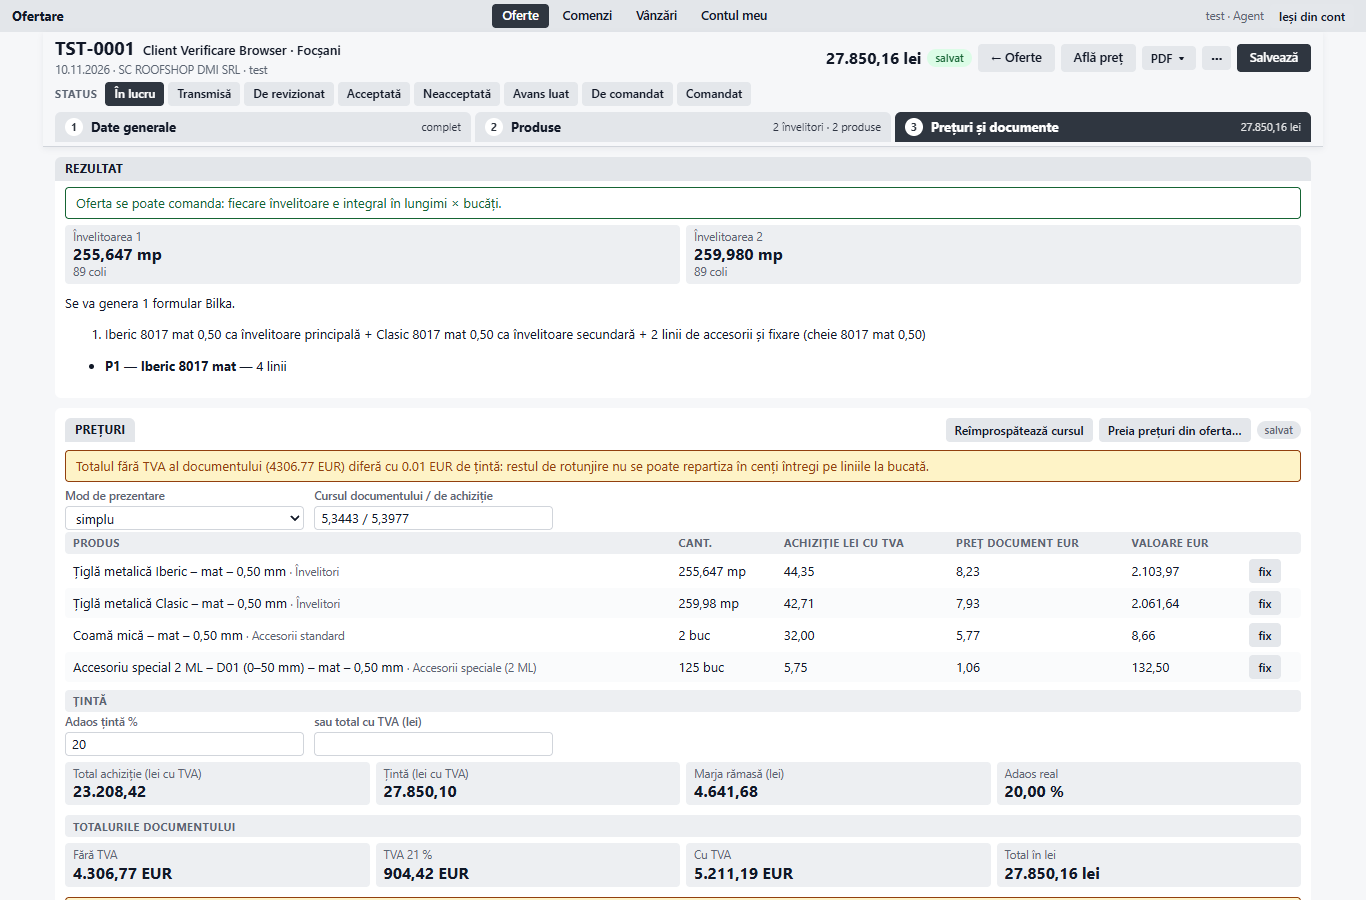 Ofertare
Oferte Comenzi Vânzări Contul meu
test · Agent Ieși din cont
TST-0001 Client Verificare Browser · Focșani
10.11.2026 · SC ROOFSHOP DMI SRL · test
27.850,16 lei salvat ← Oferte Află preț PDF ▾ ... Salvează
STATUS În lucru Transmisă De revizionat Acceptată Neacceptată Avans luat De comandat Comandat
1 Date generale complet
2 Produse 2 învelitori · 2 produse
3 Prețuri și documente 27.850,16 lei
REZULTAT
Oferta se poate comanda: fiecare învelitoare e integral în lungimi × bucăți.
Învelitoarea 1
255,647 mp
89 coli
Învelitoarea 2
259,980 mp
89 coli
Se va genera 1 formular Bilka.
1. Iberic 8017 mat 0,50 ca învelitoare principală + Clasic 8017 mat 0,50 ca învelitoare secundară + 2 linii de accesorii și fixare (cheie 8017 mat 0,50)
• P1 — Iberic 8017 mat — 4 linii
PREȚURI
Reîmprospătează cursul Preia prețuri din oferta... salvat
Totalul fără TVA al documentului (4306.77 EUR) diferă cu 0.01 EUR de țintă: restul de rotunjire nu se poate repartiza în cenți întregi pe liniile la bucată.
Mod de prezentare Cursul documentului / de achiziție
simplu 5,3443 / 5,3977
PRODUS CANT. ACHIZIȚIE LEI CU TVA PREȚ DOCUMENT EUR VALOARE EUR
Țiglă metalică Iberic – mat – 0,50 mm · Învelitori 255,647 mp 44,35 8,23 2.103,97 fix
Țiglă metalică Clasic – mat – 0,50 mm · Învelitori 259,98 mp 42,71 7,93 2.061,64 fix
Coamă mică – mat – 0,50 mm · Accesorii standard 2 buc 32,00 5,77 8,66 fix
Accesoriu special 2 ML – D01 (0–50 mm) – mat – 0,50 mm · Accesorii speciale (2 ML) 125 buc 5,75 1,06 132,50 fix
ȚINTĂ
Adaos țintă % sau total cu TVA (lei)
20
Total achiziție (lei cu TVA)
23.208,42
Țintă (lei cu TVA)
27.850,10
Marja rămasă (lei)
4.641,68
Adaos real
20,00 %
TOTALURILE DOCUMENTULUI
Fără TVA
4.306,77 EUR
TVA 21 %
904,42 EUR
Cu TVA
5.211,19 EUR
Total în lei
27.850,16 lei